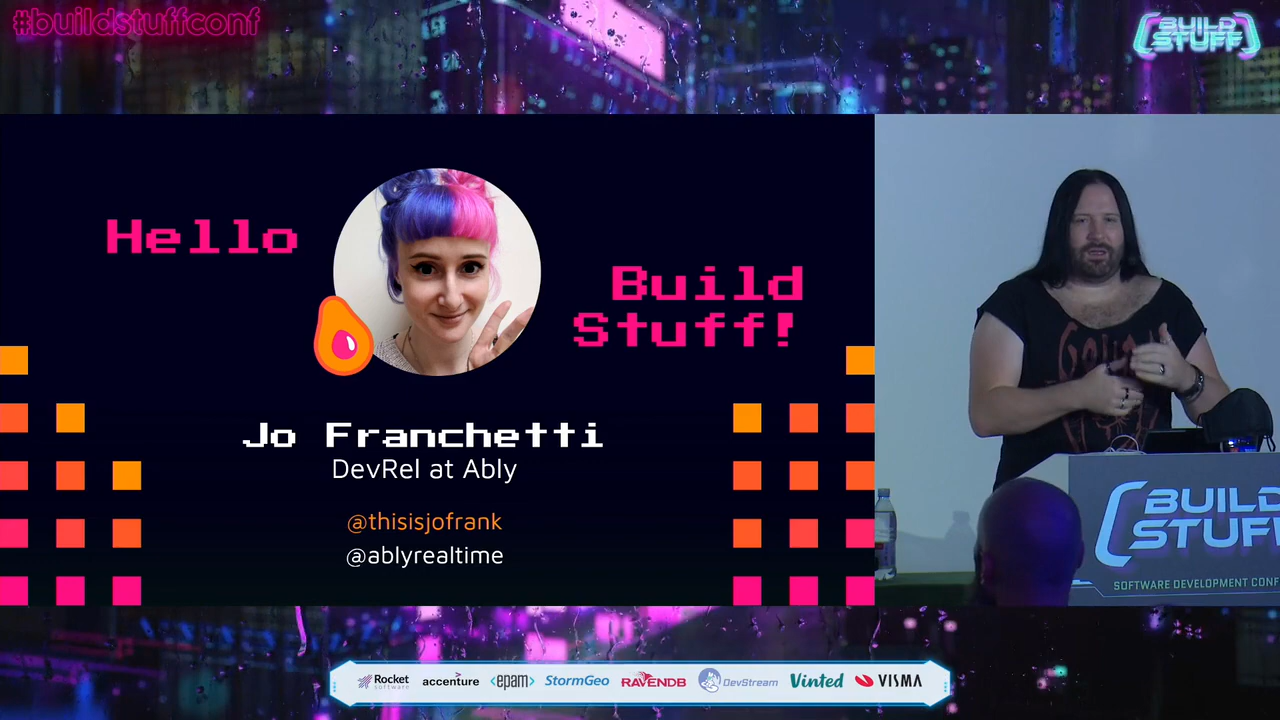 #buildstuffconf
BUILD
STUFF
Hello
Build
Stuff!
Jo Franchetti
DevRel at Ably
@thisisjofrank
@ablyrealtime
BUILD
STUFF
SOFTWARE DEVELOPMENT CONF
Rocket
software
accenture
<epam>
StormGeo
RAVENDB
DevStream
Vinted
VISMA